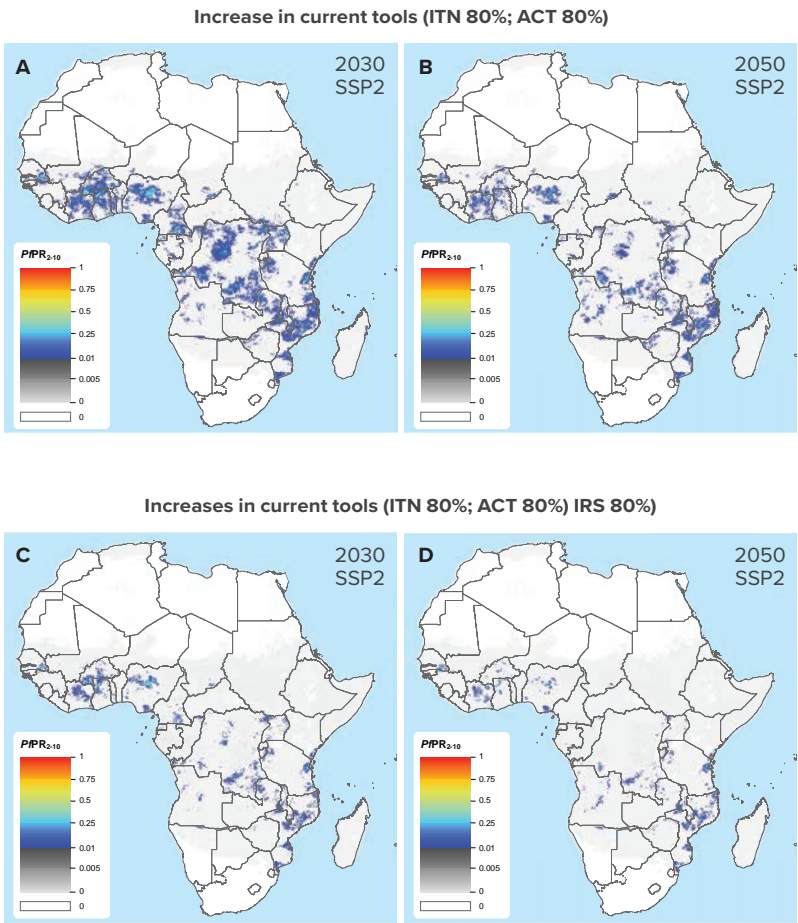 Increase in current tools (ITN 80%; ACT 80%)
A
2030
SSP2
PfPR2-10
1
0.75
0.5
0.25
0.01
0.005
0
0
B
2050
SSP2
PfPR2-10
1
0.75
0.5
0.25
0.01
0.005
0
0
Increases in current tools (ITN 80%; ACT 80%) IRS 80%)
C
2030
SSP2
PfPR2-10
1
0.75
0.5
0.25
0.01
0.005
0
0
D
2050
SSP2
PfPR2-10
1
0.75
0.5
0.25
0.01
0.005
0
0